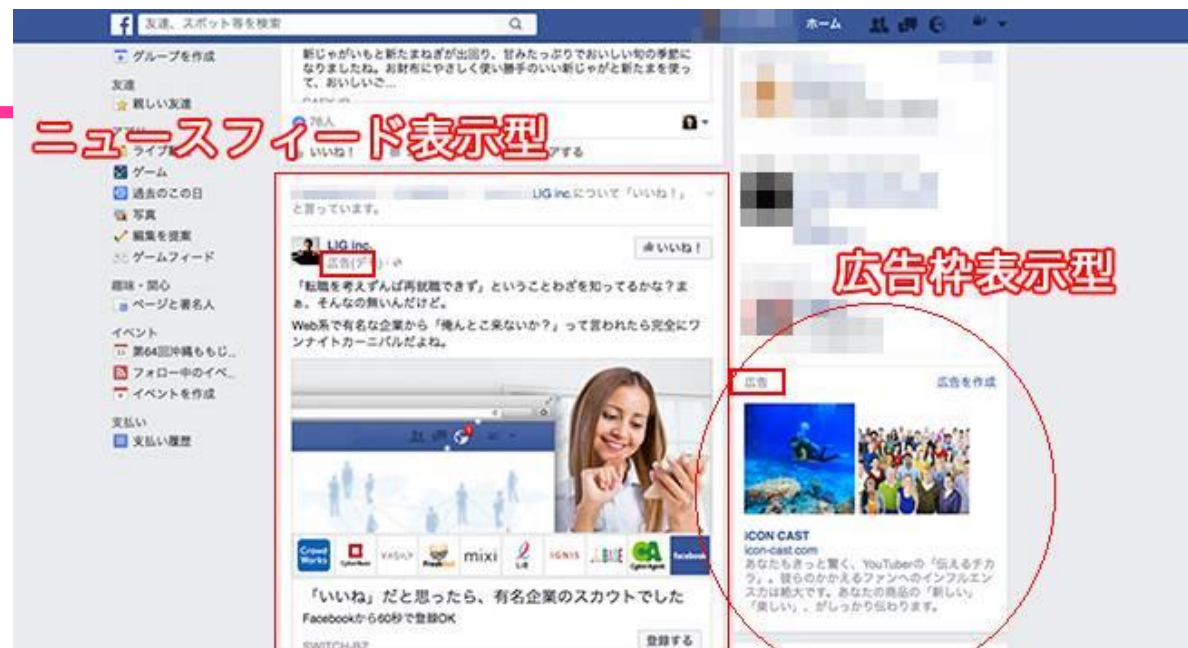 友達、スポット等を検索
ホーム
グループを作成
友達
親しい友達
ライブ
ゲーム
過去のこの日
写真
編集を提案
ゲームフィード
趣味・関心
ページと著名人
イベント
第64回沖縄ももじ..
フォロー中のイベ..
イベントを作成
支払い
支払い履歴
ニュースフィード表示型
新じゃがいもと新たまねぎが出回り、甘みたっぷりでおいしい旬の季節に
なりましたね。お財布にやさしく使い勝手のいい新じゃがと新たまを使っ
て、おいしいご...
78人
いいね!
アする
LIG inc.について「いいね!」
と言っています。
LIG inc.
広告(デモ)
いいね!
「転職を考えずんば再就職できず」ということわざを知ってるかな?ま
ぁ、そんなの無いんだけど。
Web系で有名な企業から「俺んとこ来ないか?」って言われたら完全にワ
ンナイトカーニバルだよね。
Crowd Works
CyberBuzz
VASILY
FreakOut
mixi
LIG
IGNIS
BASE
CA
CyberAgent
facebook
「いいね」だと思ったら、有名企業のスカウトでした
Facebookから60秒で登録OK
SWITCH-BZ
登録する
広告枠表示型
広告
広告を作成
iCON CAST
icon-cast.com
あなたもきっと驚く、YouTuberの「伝えるチカ
ラ」。彼らのかかえるファンへのインフルエン
ス力は絶大です。あなたの商品の「新しい」
「楽しい」、がしっかり伝わります。